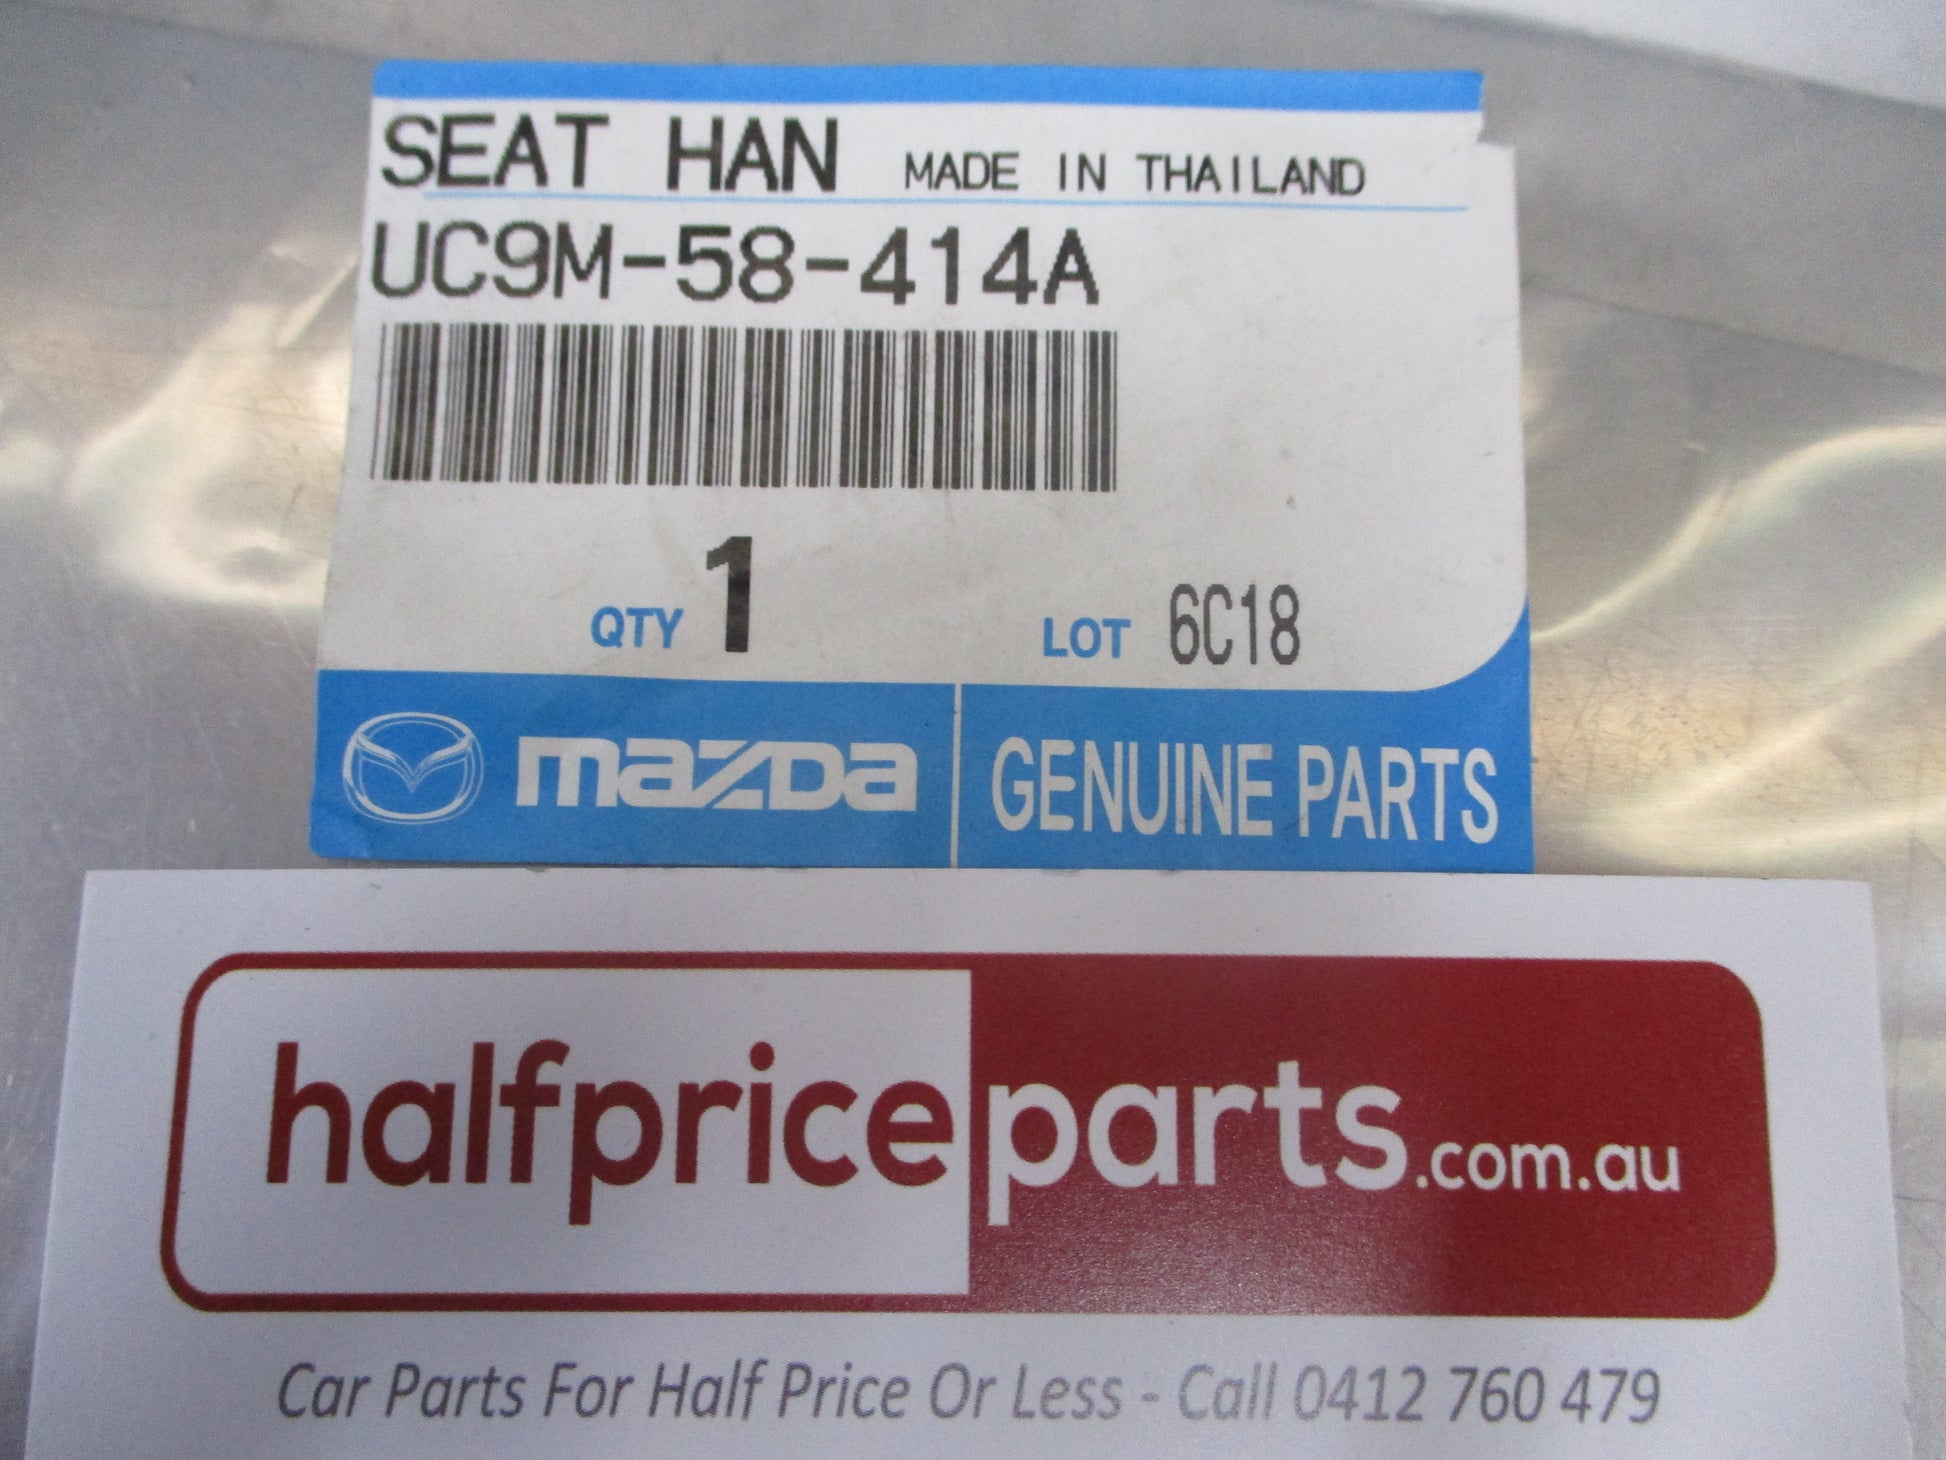 SEAT HAN MADE IN THAILAND
UC9M-58-414A
QTY 1 LOT 6C18
mazda GENUINE PARTS
halfpriceparts.com.au
Car Parts For Half Price Or Less - Call 0412 760 479